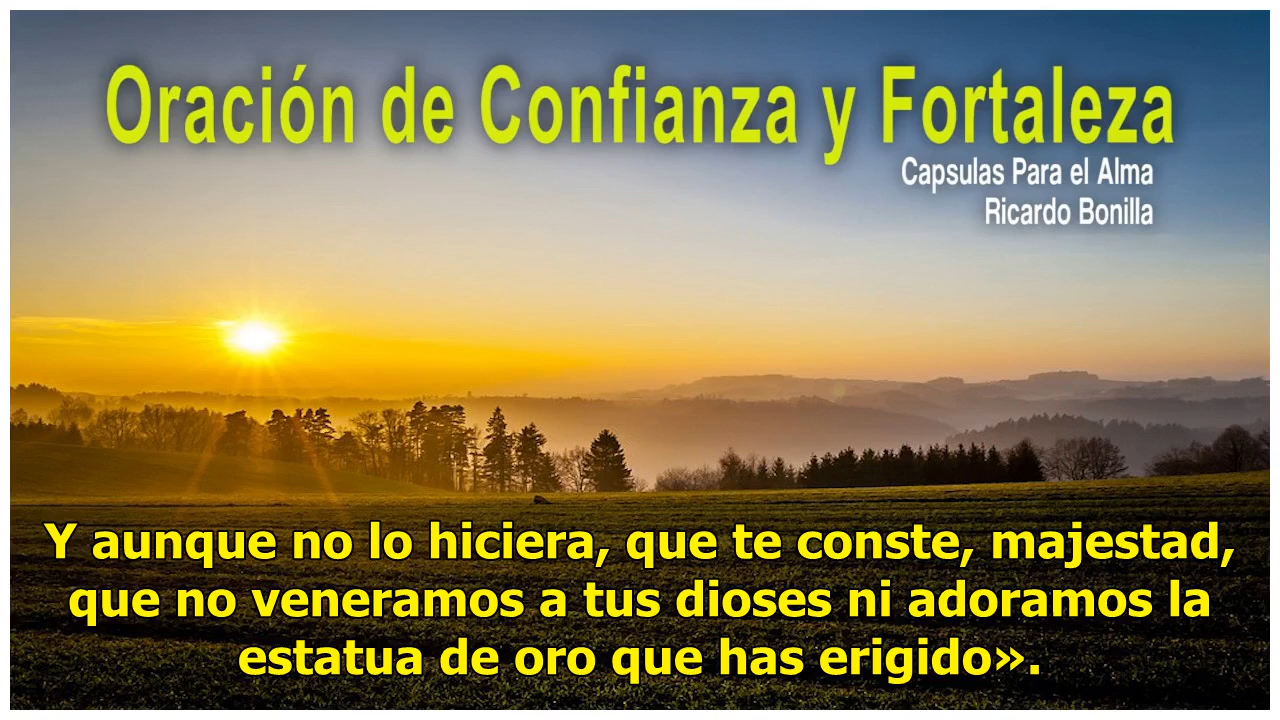 Oración de Confianza y Fortaleza
Capsulas Para el Alma
Ricardo Bonilla
Y aunque no lo hiciera, que te conste, majestad,
que no veneramos a tus dioses ni adoramos la
estatua de oro que has erigido».